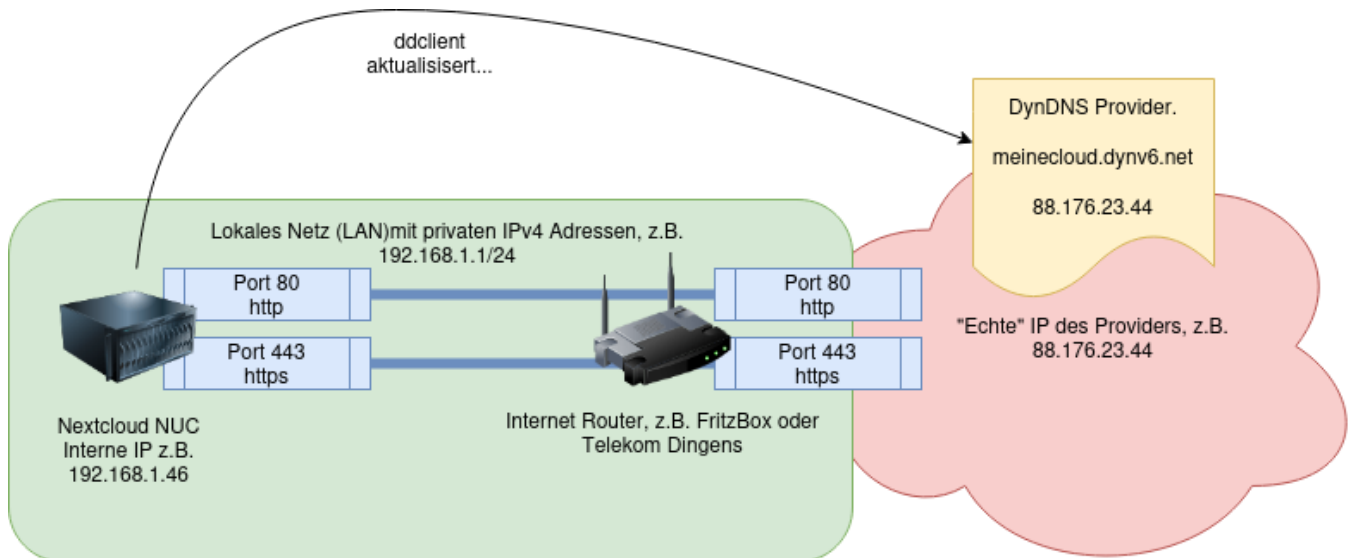 ddclient
aktualisisert...
DynDNS Provider.
meinecloud.dynv6.net
88.176.23.44
Lokales Netz (LAN)mit privaten IPv4 Adressen, z.B.
192.168.1.1/24
Port 80
http
Port 80
http
Port 443
https
Port 443
https
"Echte" IP des Providers, z.B.
88.176.23.44
Nextcloud NUC
Interne IP z.B.
192.168.1.46
Internet Router, z.B. FritzBox oder
Telekom Dingens